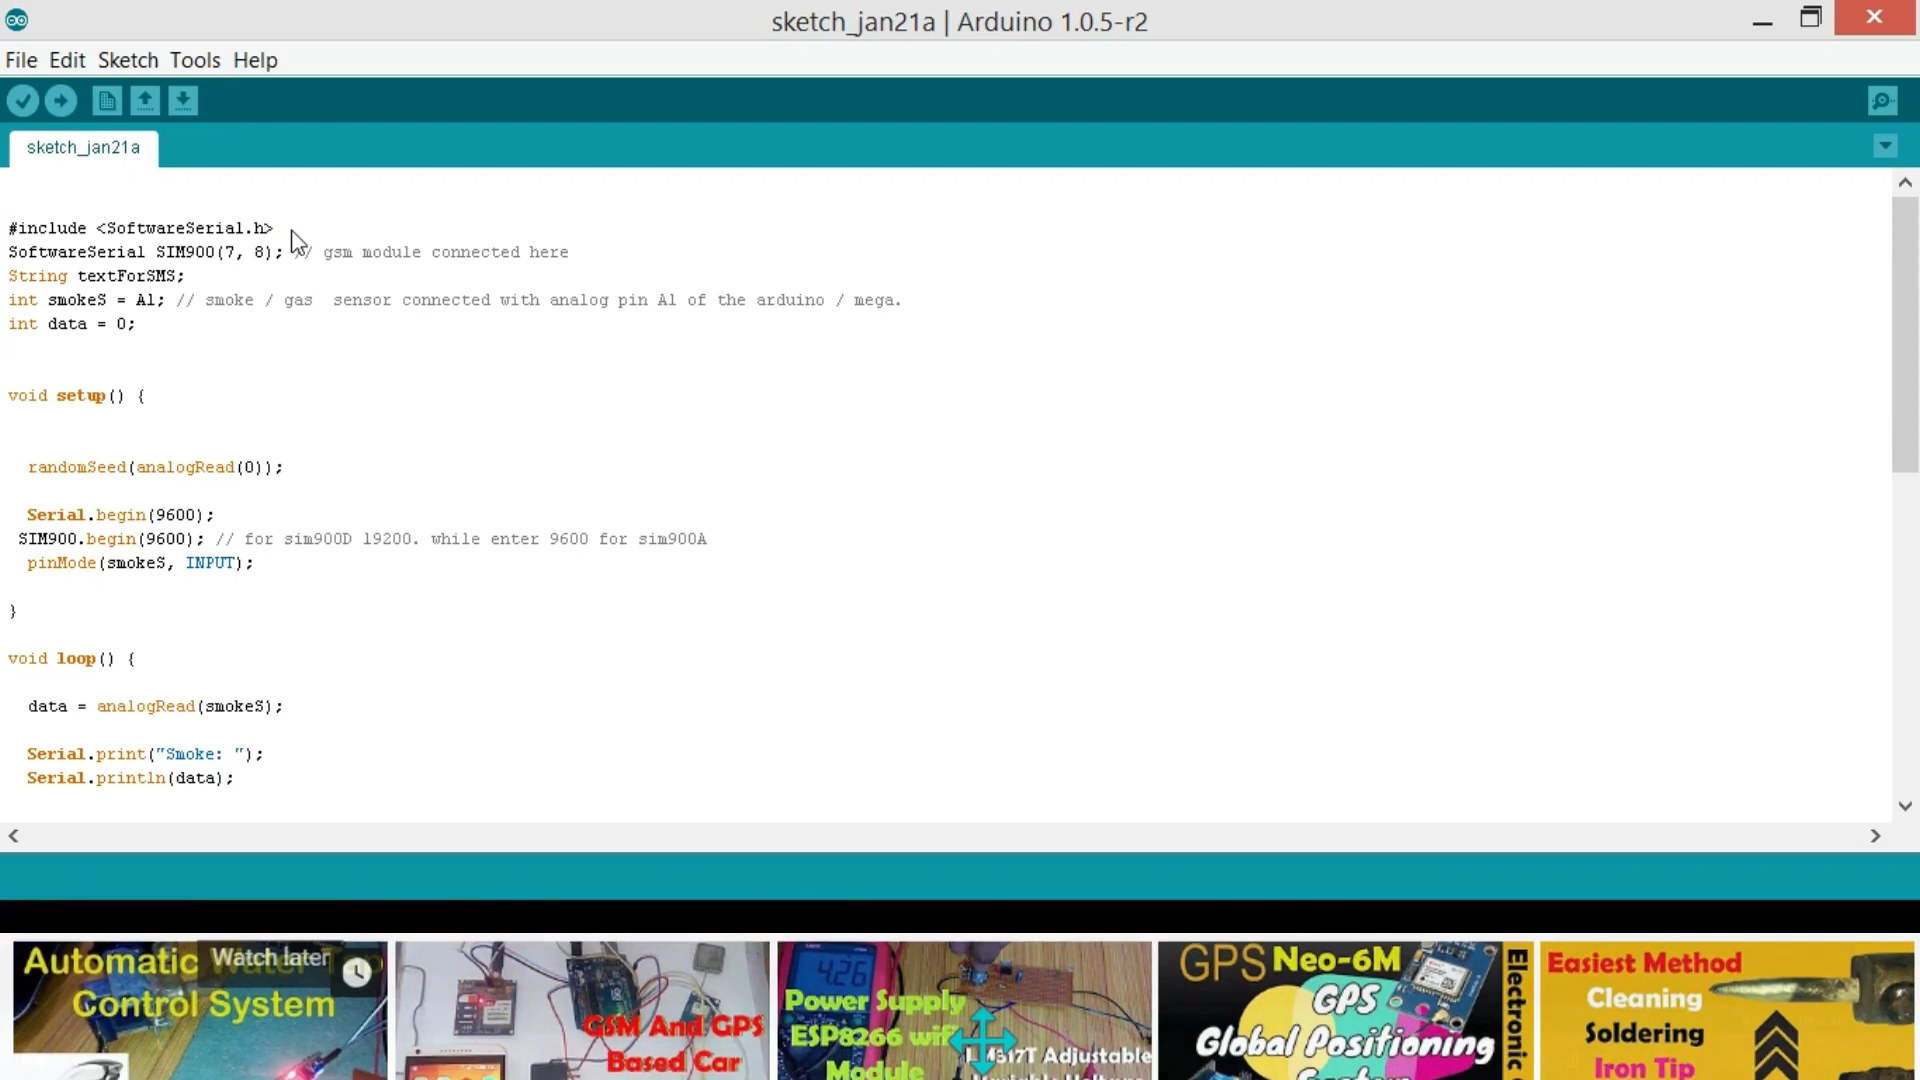 sketch_jan21a | Arduino 1.0.5-r2
File Edit Sketch Tools Help
sketch_jan21a
#include <SoftwareSerial.h>
SoftwareSerial SIM900(7, 8); // gsm module connected here
String textForSMS;
int smokeS = A1; // smoke / gas  sensor connected with analog pin A1 of the arduino / mega.
int data = 0;
void setup() {
randomSeed(analogRead(0));
Serial.begin(9600);
SIM900.begin(9600); // for sim900D 19200. while enter 9600 for sim900A
pinMode(smokeS, INPUT);
}
void loop() {
data = analogRead(smokeS);
Serial.print("Smoke: ");
Serial.println(data);
Automatic
Watch later
Control System
GSM And GPS
Based Car
4.26
Power Supply
ESP8266 wifi
Module
LM317T Adjustable
GPS Neo-6M
GPS
Global Positioning
Electronic
Easiest Method
Cleaning
Soldering
Iron Tip